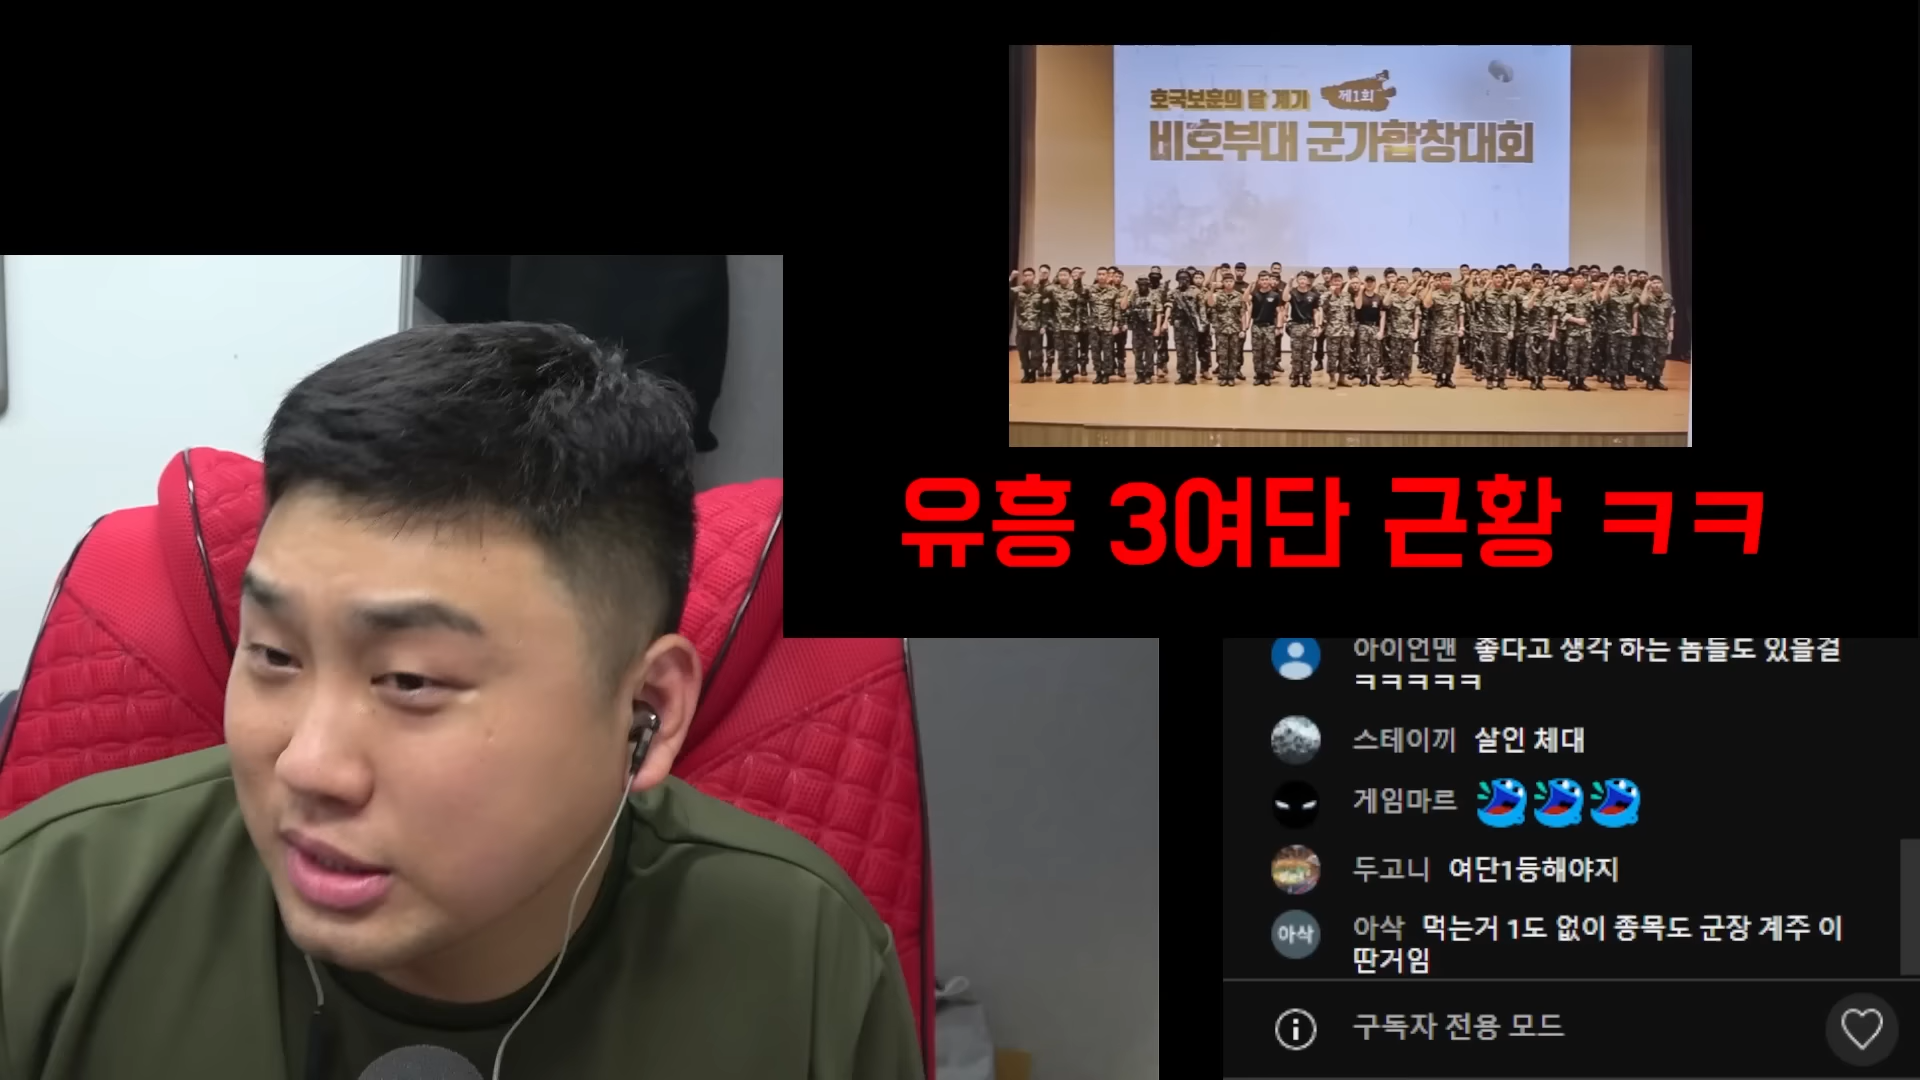 호국보훈의 달 계기 제1회
비호부대 군가합창대회
유흥 3여단 근황 ㅋㅋ
아이언맨 좋다고 생각 하는 놈들도 있을걸
ㅋㅋㅋㅋㅋ
스테이끼 살인 체대
게임마르
두고니 여단1등해야지
아삭
아삭 먹는거 1도 없이 종목도 군장 계주 이
딴거임
구독자 전용 모드